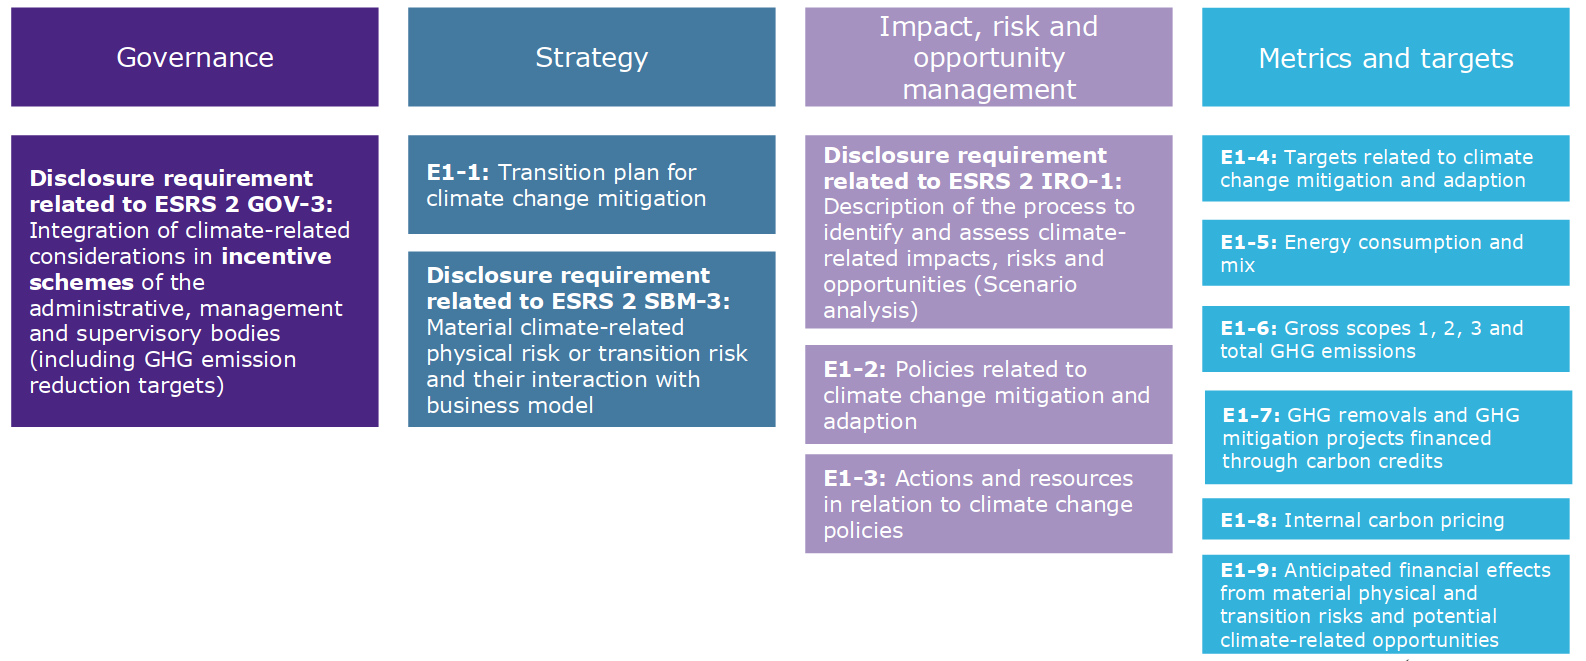 Governance
Disclosure requirement
related to ESRS 2 GOV-3:
Integration of climate-related
considerations in incentive
schemes of the
administrative, management
and supervisory bodies
(including GHG emission
reduction targets)
Strategy
E1-1: Transition plan for
climate change mitigation
Disclosure requirement
related to ESRS 2 SBM-3:
Material climate-related
physical risk or transition risk
and their interaction with
business model
Impact, risk and
opportunity
management
Disclosure requirement
related to ESRS 2 IRO-1:
Description of the process to
identify and assess climate-
related impacts, risks and
opportunities (Scenario
analysis)
E1-2: Policies related to
climate change mitigation and
adaption
E1-3: Actions and resources
in relation to climate change
policies
Metrics and targets
E1-4: Targets related to climate
change mitigation and adaption
E1-5: Energy consumption and
mix
E1-6: Gross scopes 1, 2, 3 and
total GHG emissions
E1-7: GHG removals and GHG
mitigation projects financed
through carbon credits
E1-8: Internal carbon pricing
E1-9: Anticipated financial effects
from material physical and
transition risks and potential
climate-related opportunities